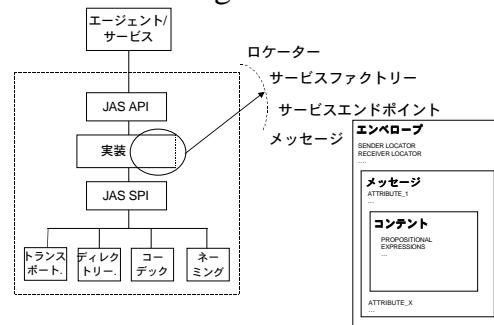 エージェント/
サービス
JAS API
実装
JAS SPI
トランス
ポート.
ディレク
トリー.
コー
デック
ネー
ミング
ロケーター
サービスファクトリー
サービスエンドポイント
メッセージ
エンベロープ
SENDER LOCATOR
RECEIVER LOCATOR
....
メッセージ
ATTRIBUTE_1
...
コンテント
PROPOSITIONAL
EXPRESSIONS
...
ATTRIBUTE_X
...